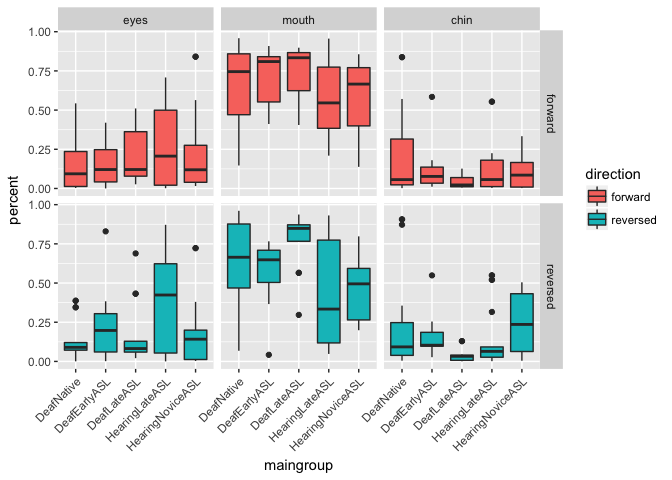 eyes
mouth
chin
1.00
0.75
0.50
0.25
0.00
forward
1.00
0.75
0.50
0.25
0.00
reversed
percent
DeafNative
DeafEarlyASL
DeafLateASL
HearingLateASL
HearingNoviceASL
DeafNative
DeafEarlyASL
DeafLateASL
HearingLateASL
HearingNoviceASL
DeafNative
DeafEarlyASL
DeafLateASL
HearingLateASL
HearingNoviceASL
maingroup
direction
forward
reversed